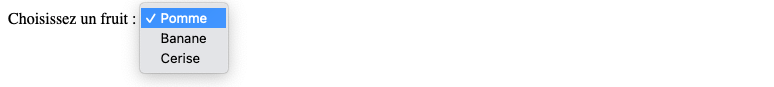 Choisissez un fruit : ✓ Pomme
Banane
Cerise